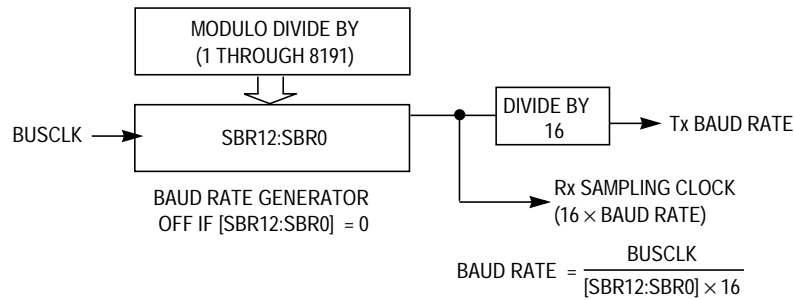 MODULO DIVIDE BY
(1 THROUGH 8191)
BUSCLK
SBR12:SBR0
DIVIDE BY
16
Tx BAUD RATE
BAUD RATE GENERATOR
OFF IF [SBR12:SBR0] = 0
Rx SAMPLING CLOCK
(16 × BAUD RATE)
BAUD RATE =
BUSCLK
[SBR12:SBR0] × 16